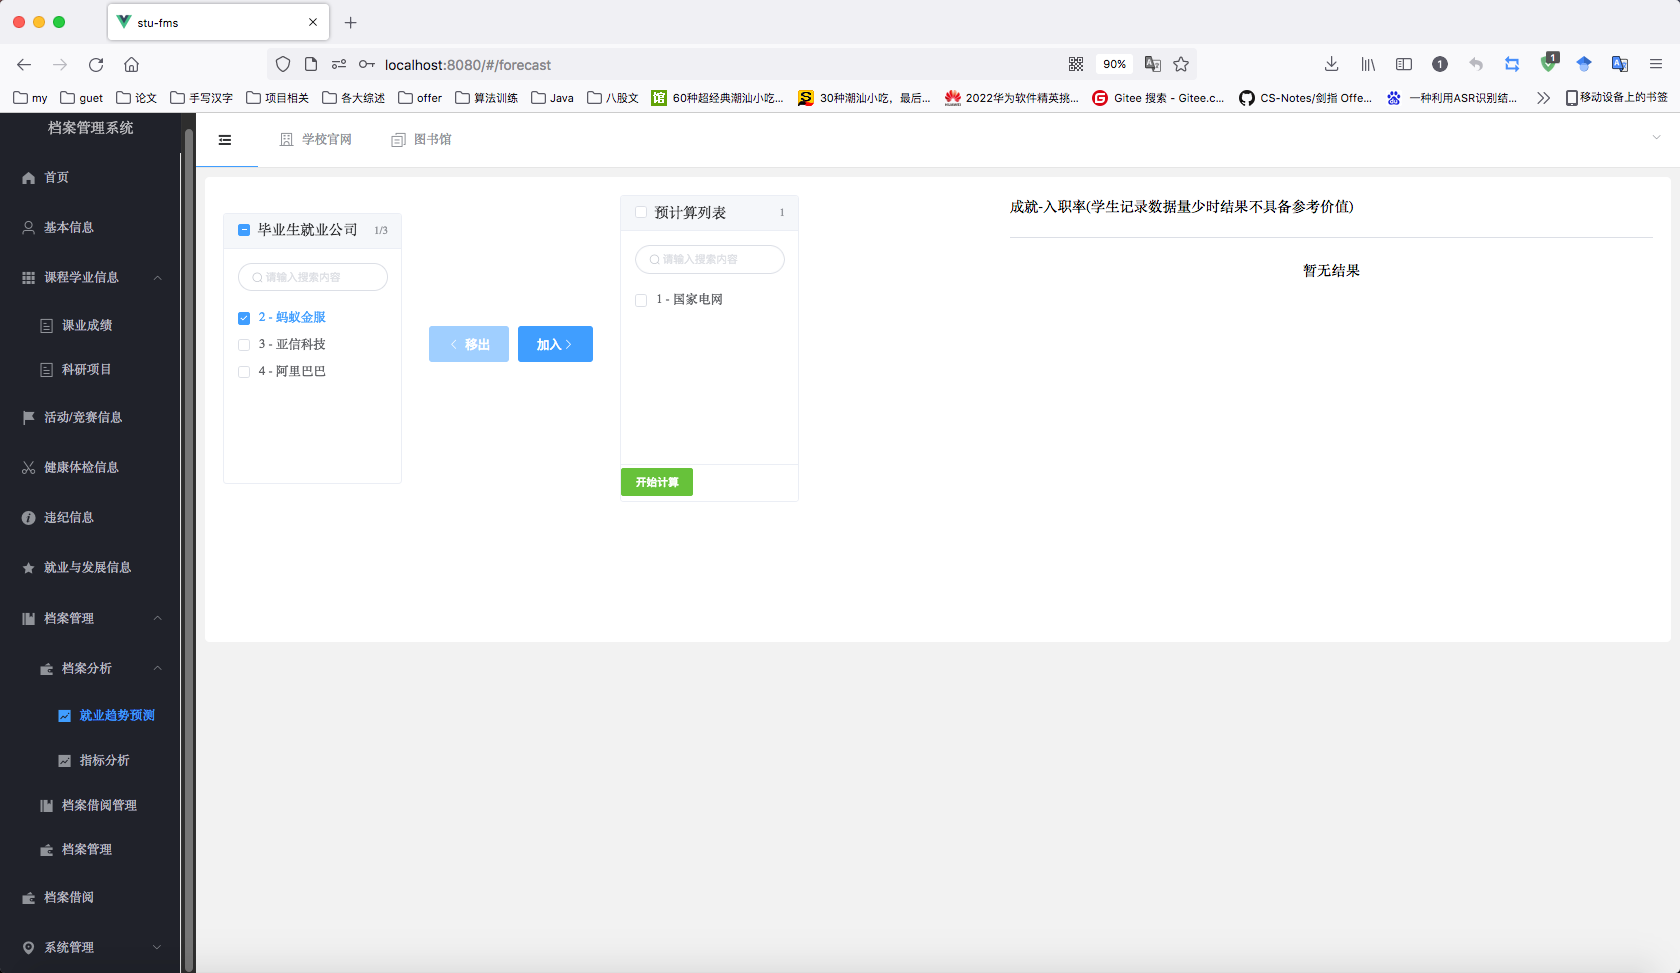 stu-fms
localhost:8080/#/forecast
90%
1
1
my
guet
论文
手写汉字
项目相关
各大综述
offer
算法训练
Java
八股文
馆 60种超经典潮汕小吃...
30种潮汕小吃，最后...
2022华为软件精英挑...
Gitee 搜索 - Gitee.c...
CS-Notes/剑指 Offe...
一种利用ASR识别结...
移动设备上的书签
档案管理系统
首页
基本信息
课程学业信息
课业成绩
科研项目
活动/竞赛信息
健康体检信息
违纪信息
就业与发展信息
档案管理
档案分析
就业趋势预测
指标分析
档案借阅管理
档案管理
档案借阅
系统管理
学校官网
图书馆
毕业生就业公司 1/3
请输入搜索内容
2 - 蚂蚁金服
3 - 亚信科技
4 - 阿里巴巴
移出
加入
预计算列表 1
请输入搜索内容
1 - 国家电网
开始计算
成就-入职率(学生记录数据量少时结果不具备参考价值)
暂无结果